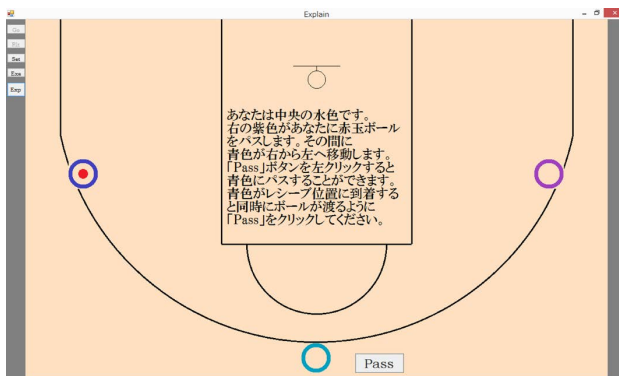 Explain
Set
Exe
Exp
あなたは中央の水色です。
右の紫色があなたに赤玉ボール
をパスします。その間に
青色が右から左へ移動します。
「Pass」ボタンを左クリックすると
青色にパスすることができます。
青色がレシーブ位置に到着する
と同時にボールが渡るように
「Pass」をクリックしてください。
Pass